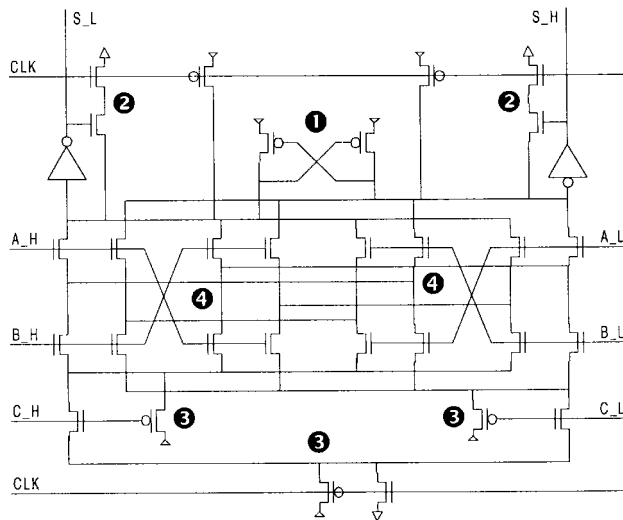 S_L
S_H
CLK
❷
❷
❶
A_H
A_L
❹
❹
B_H
B_L
C_H
❸
❸
C_L
❸
CLK